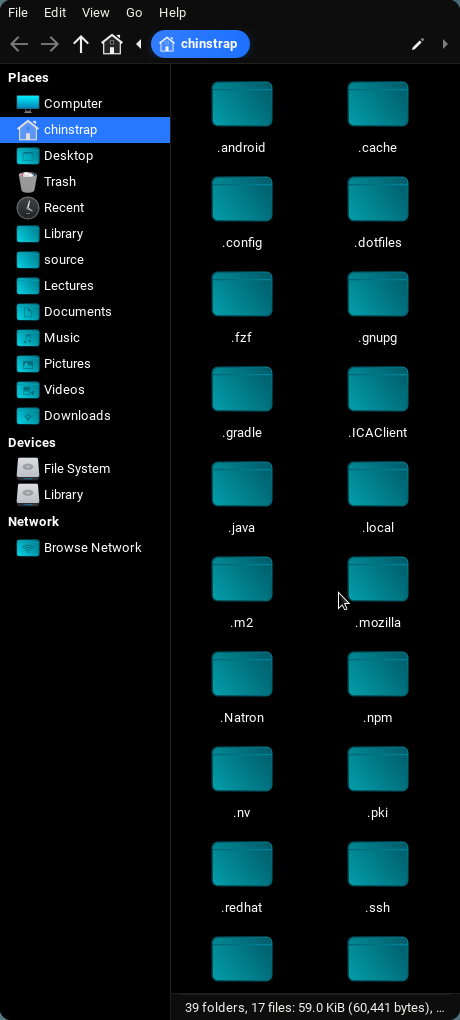 File Edit View Go Help
chinstrap
Places
Computer
chinstrap
Desktop
Trash
Recent
Library
source
Lectures
Documents
Music
Pictures
Videos
Downloads
Devices
File System
Library
Network
Browse Network
.android .cache
.config .dotfiles
.fzf .gnupg
.gradle .ICAClient
.java .local
.m2 .mozilla
.Natron .npm
.nv .pki
.redhat .ssh
39 folders, 17 files: 59.0 KiB (60,441 bytes), ...